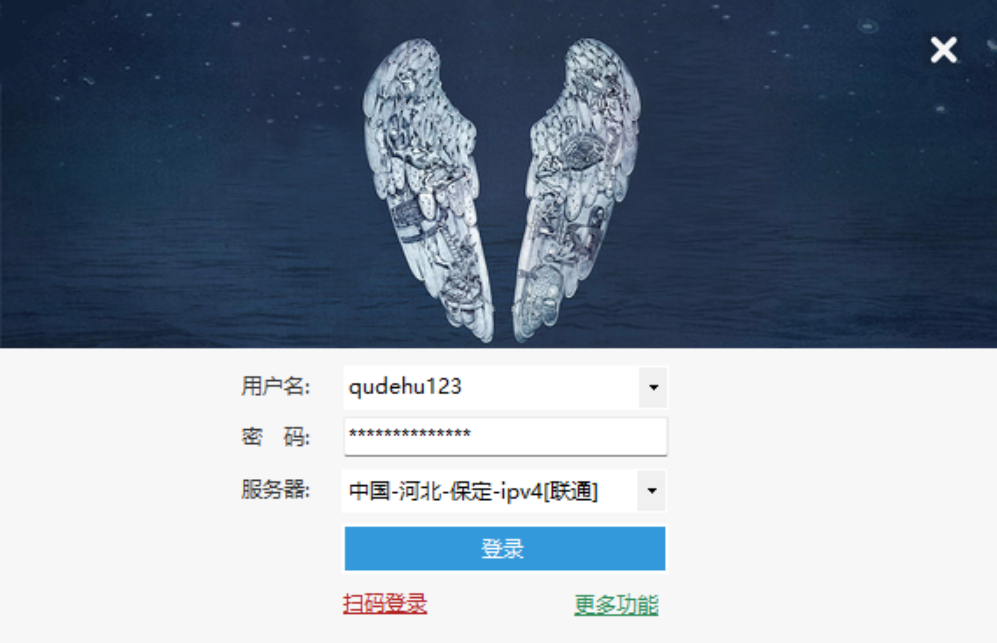 用户名: qudehu123
密 码: **************
服务器: 中国-河北-保定-ipv4[联通]
登录
扫码登录 更多功能